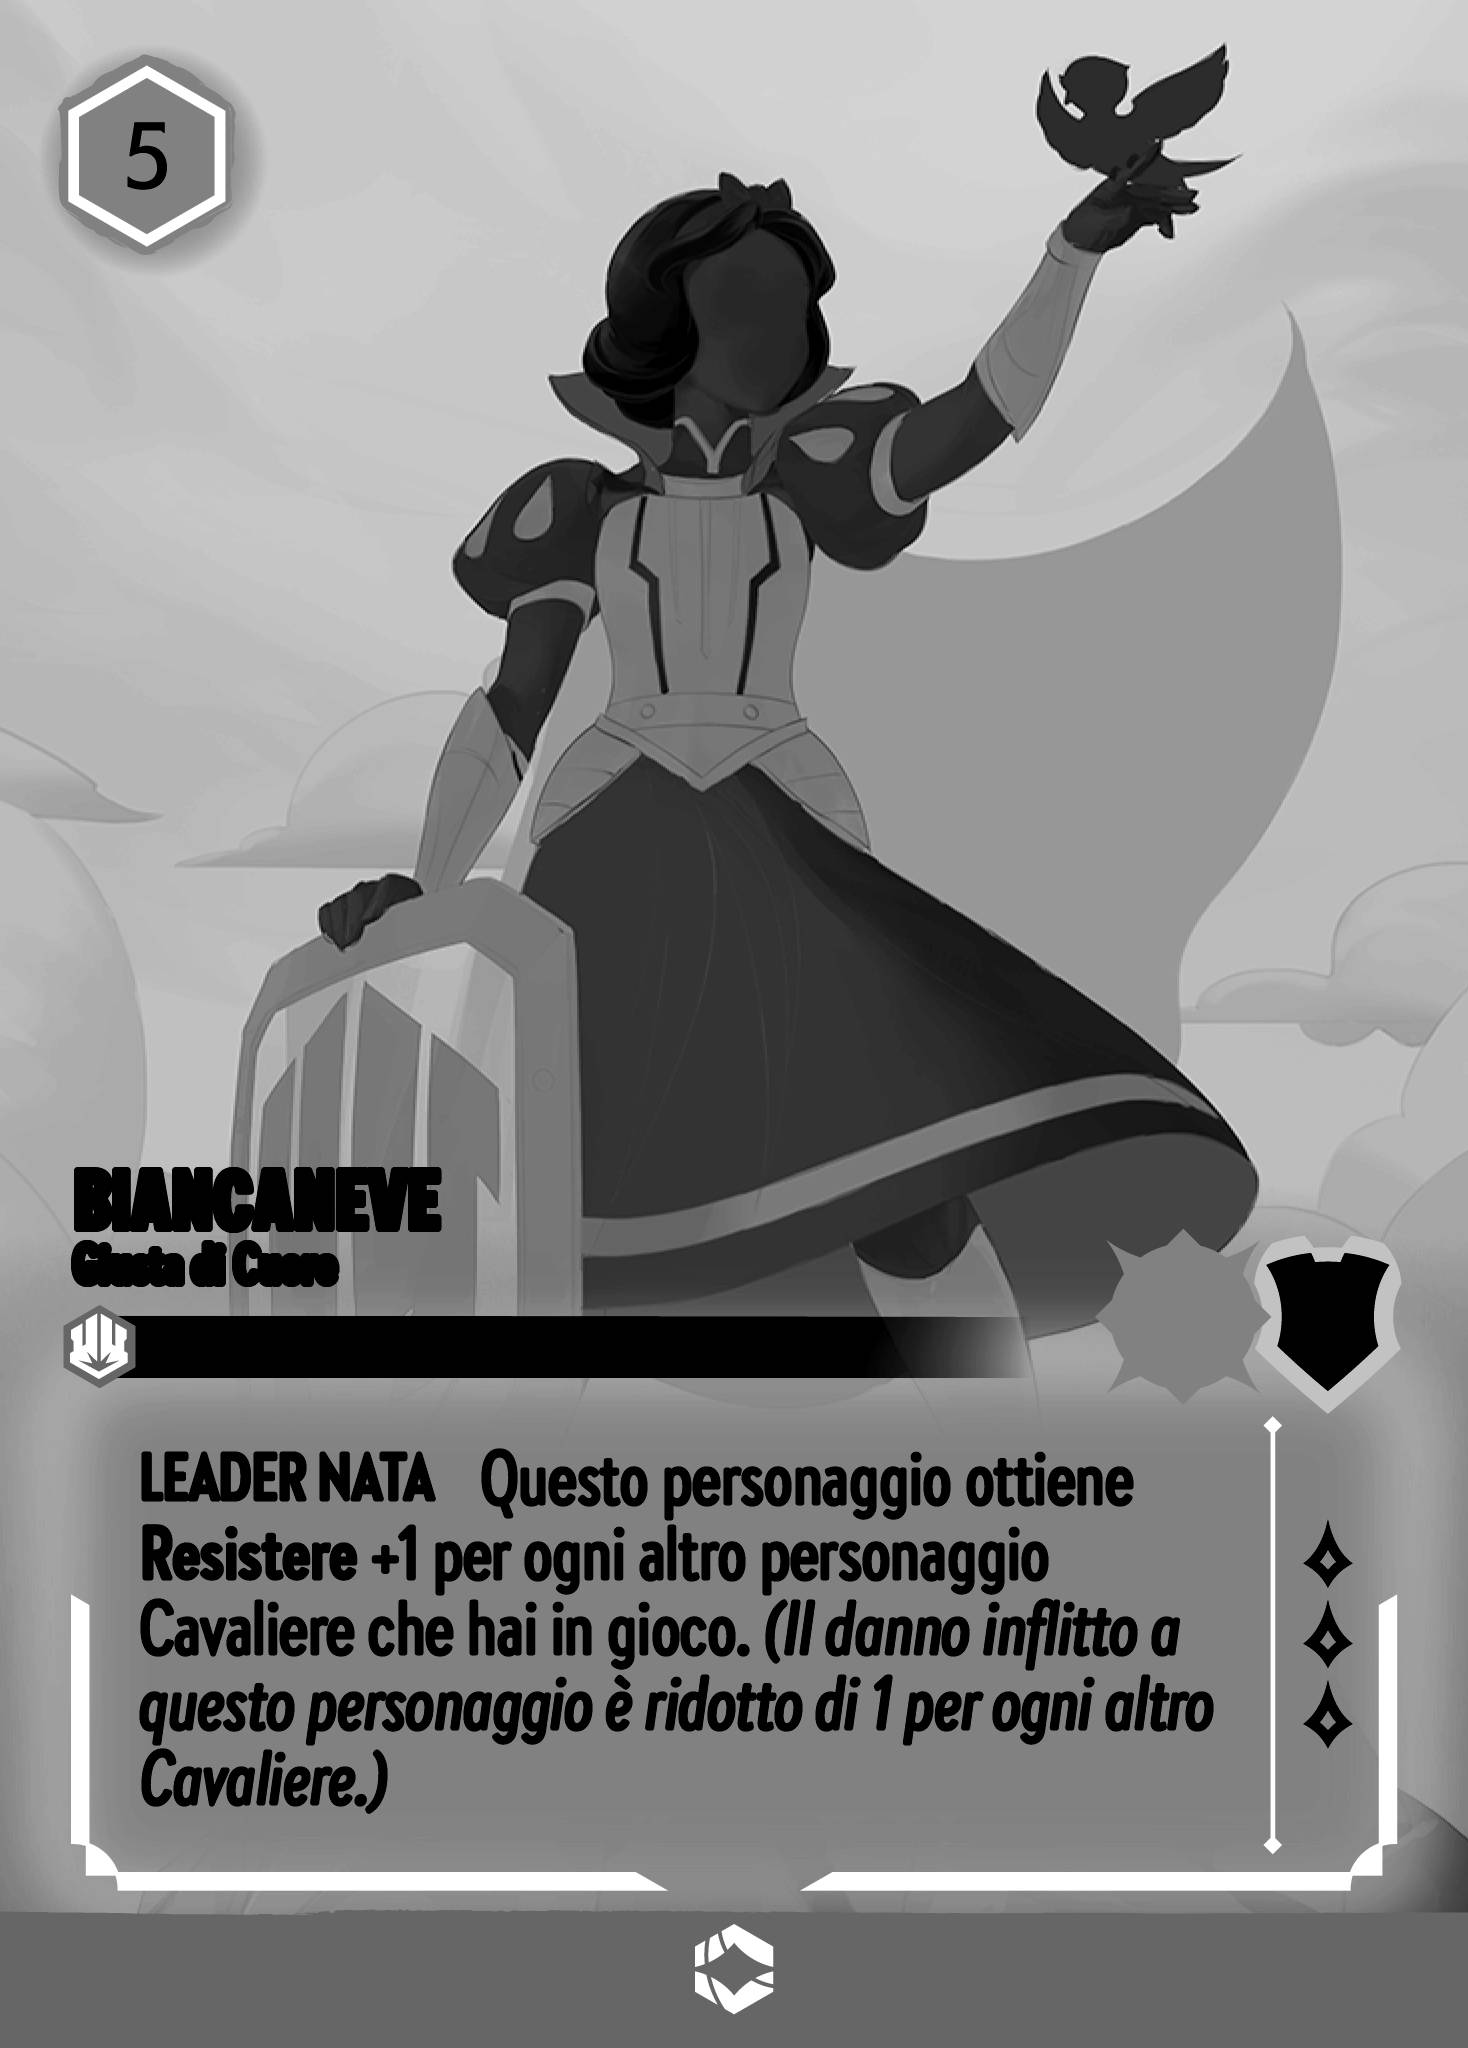 5
BIANCANEVE
Giusta di Cuore
LEADER NATA Questo personaggio ottiene
Resistere +1 per ogni altro personaggio
Cavaliere che hai in gioco. (Il danno inflitto a
questo personaggio è ridotto di 1 per ogni altro
Cavaliere.)